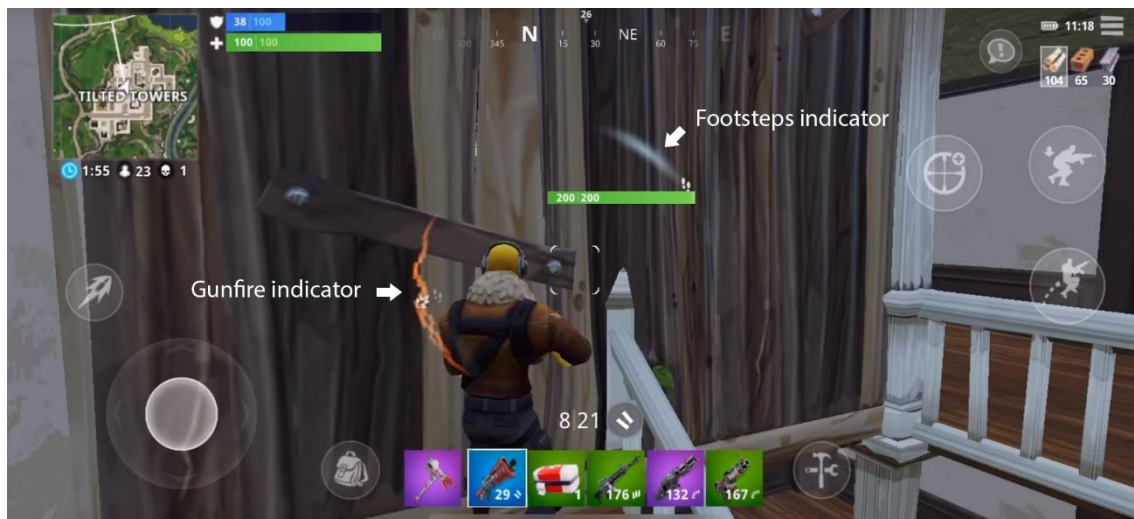 38 | 100
100 | 100
26
NW 330 345 N 15 30 NE 60 75 E
11:18
104 65 30
TILTED TOWERS
1:55 23 1
Footsteps indicator
200 | 200
Gunfire indicator
8 | 21
29 1 176 132 167